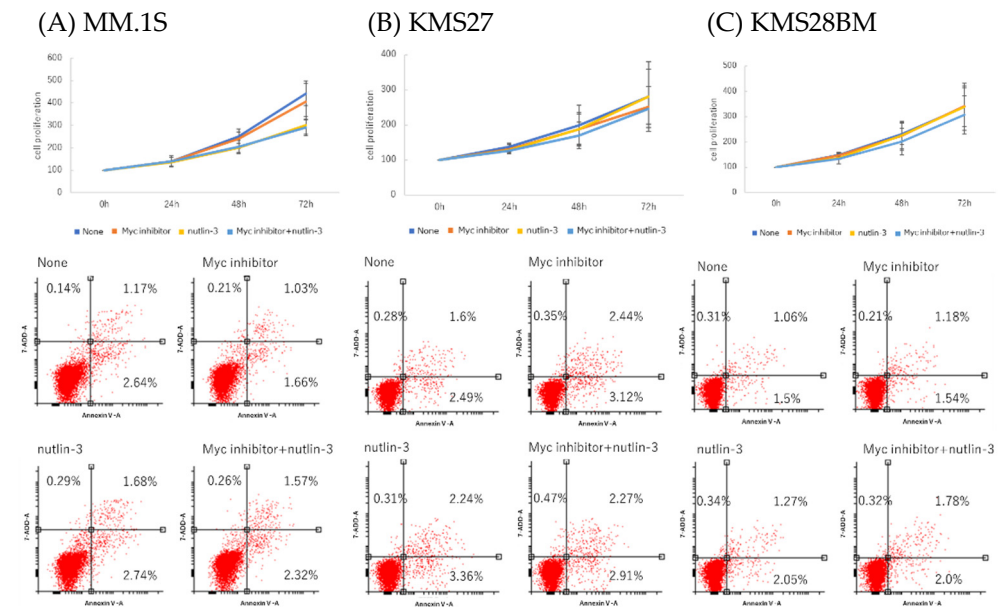 (A) MM.1S
(B) KMS27
(C) KMS28BM
600
500
400
300
200
100
0
cell proliferation
0h 24h 48h 72h
None Myc inhibitor nutlin-3 Myc inhibitor+nutlin-3
400
300
200
100
0
cell proliferation
0h 24h 48h 72h
None Myc inhibitor nutlin-3 Myc inhibitor+nutlin-3
500
400
300
200
100
0
cell proliferation
0h 24h 48h 72h
None Myc inhibitor nutlin-3 Myc inhibitor+nutlin-3
None
0.14% 1.17%
2.64%
7-ADD-A
Annexin V -A
Myc inhibitor
0.21% 1.03%
1.66%
7-ADD-A
Annexin V -A
None
0.28% 1.6%
2.49%
7-ADD-A
Annexin V -A
Myc inhibitor
0.35% 2.44%
3.12%
7-ADD-A
Annexin V -A
None
0.31% 1.06%
1.5%
7-ADD-A
Annexin V -A
Myc inhibitor
0.21% 1.18%
1.54%
7-ADD-A
Annexin V -A
nutlin-3
0.29% 1.68%
2.74%
7-ADD-A
Annexin V -A
Myc inhibitor+nutlin-3
0.26% 1.57%
2.32%
7-ADD-A
Annexin V -A
nutlin-3
0.31% 2.24%
3.36%
7-ADD-A
Annexin V -A
Myc inhibitor+nutlin-3
0.47% 2.27%
2.91%
7-ADD-A
Annexin V -A
nutlin-3
0.34% 1.27%
2.05%
7-ADD-A
Annexin V -A
Myc inhibitor+nutlin-3
0.32% 1.78%
2.0%
7-ADD-A
Annexin V -A